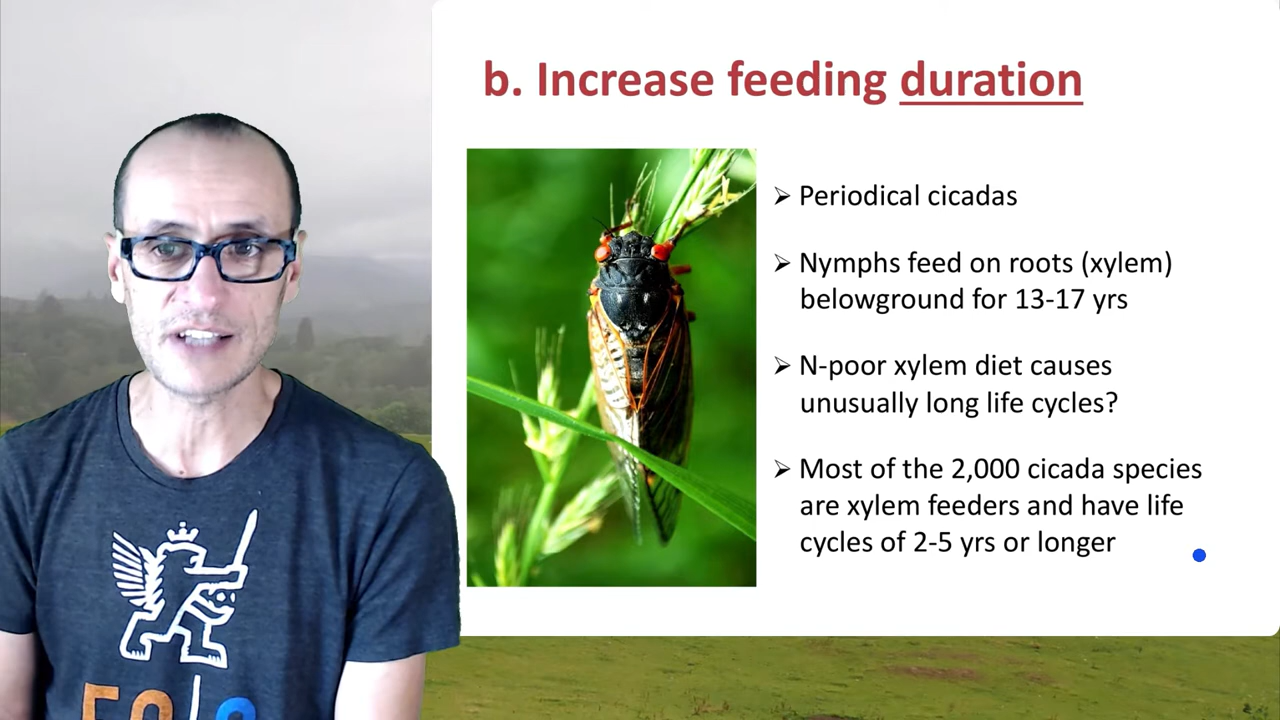 b. Increase feeding duration
➢ Periodical cicadas
➢ Nymphs feed on roots (xylem)
belowground for 13-17 yrs
➢ N-poor xylem diet causes
unusually long life cycles?
➢ Most of the 2,000 cicada species
are xylem feeders and have life
cycles of 2-5 yrs or longer